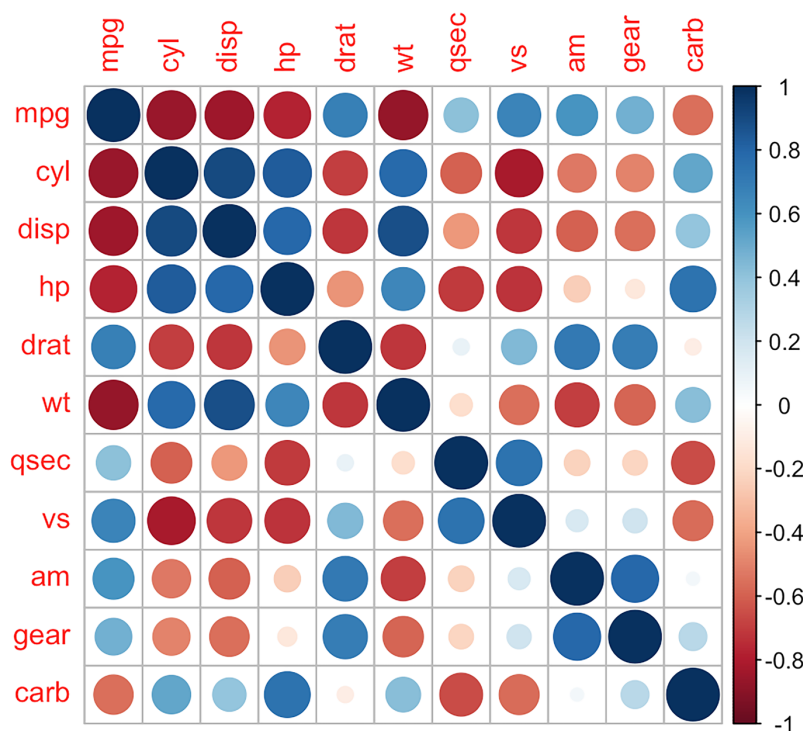 mpg cyl disp hp drat wt qsec vs am gear carb
mpg
cyl
disp
hp
drat
wt
qsec
vs
am
gear
carb
1
0.8
0.6
0.4
0.2
0
-0.2
-0.4
-0.6
-0.8
-1